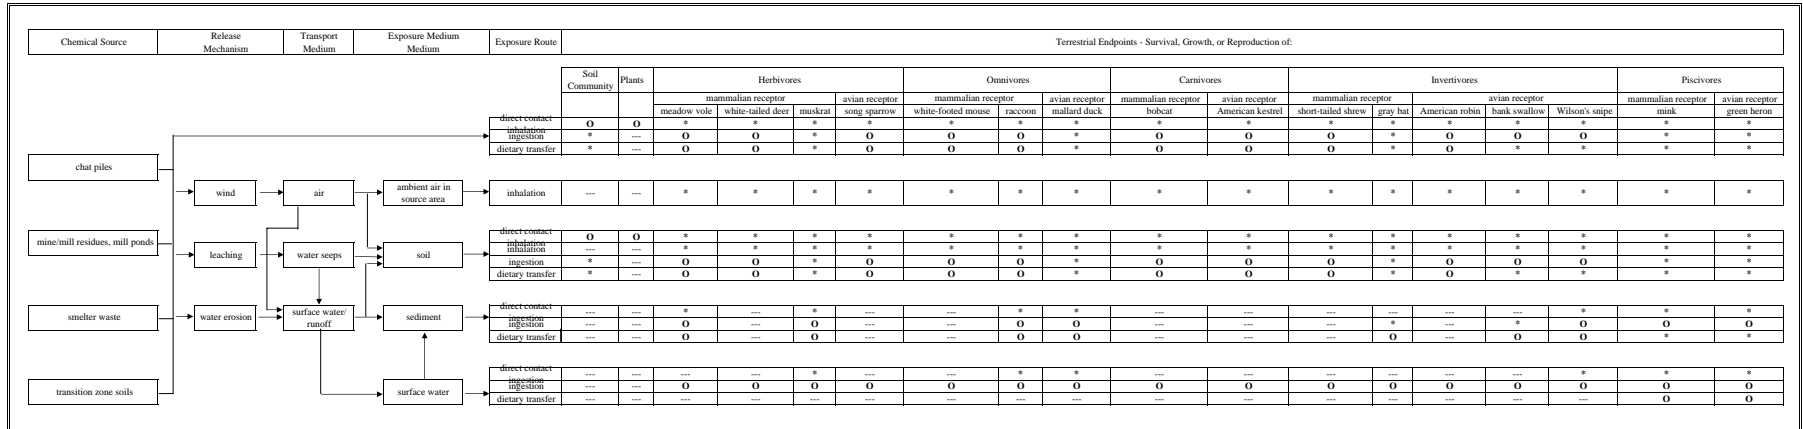 Chemical Source Release Mechanism Transport Medium Exposure Medium Medium Exposure Route Terrestrial Endpoints - Survival, Growth, or Reproduction of:
Soil Community Plants Herbivores Omnivores Carnivores Invertivores Piscivores
mammalian receptor avian receptor mammalian receptor avian receptor mammalian receptor avian receptor mammalian receptor avian receptor mammalian receptor avian receptor
meadow vole white-tailed deer muskrat song sparrow white-footed mouse raccoon mallard duck bobcat American kestrel short-tailed shrew gray bat American robin bank swallow Wilson's snipe mink green heron
direct contact O O * * * * * * * * * * * * * * * *
inhalation
ingestion * --- O O * O O O * O O O * O O O * *
dietary transfer * --- O O * O O O * O O O * O * * * *
chat piles
wind air ambient air in source area inhalation --- --- * * * * * * * * * * * * * * * *
mine/mill residues, mill ponds
direct contact O O * * * * * * * * * * * * * * * *
inhalation
inhalation --- --- * * * * * * * * * * * * * * * *
leaching water seeps soil
ingestion * --- O O * O O O * O O O * O O O * *
dietary transfer * --- O O * O O O * O O O * O * * * *
direct contact --- --- * --- * --- --- * * --- --- --- --- --- --- * * *
ingestion
smelter waste water erosion surface water/ runoff sediment
ingestion --- --- O --- O --- --- O O --- --- --- * --- * O O O
dietary transfer --- --- O --- O --- --- O O --- --- --- O --- O O * *
direct contact --- --- --- --- * --- --- * * --- --- --- --- --- --- * * *
ingestion
ingestion --- --- O O O O O O O O O O O O O O O O
transition zone soils surface water
dietary transfer --- --- --- --- --- --- --- --- --- --- --- --- --- --- --- --- O O